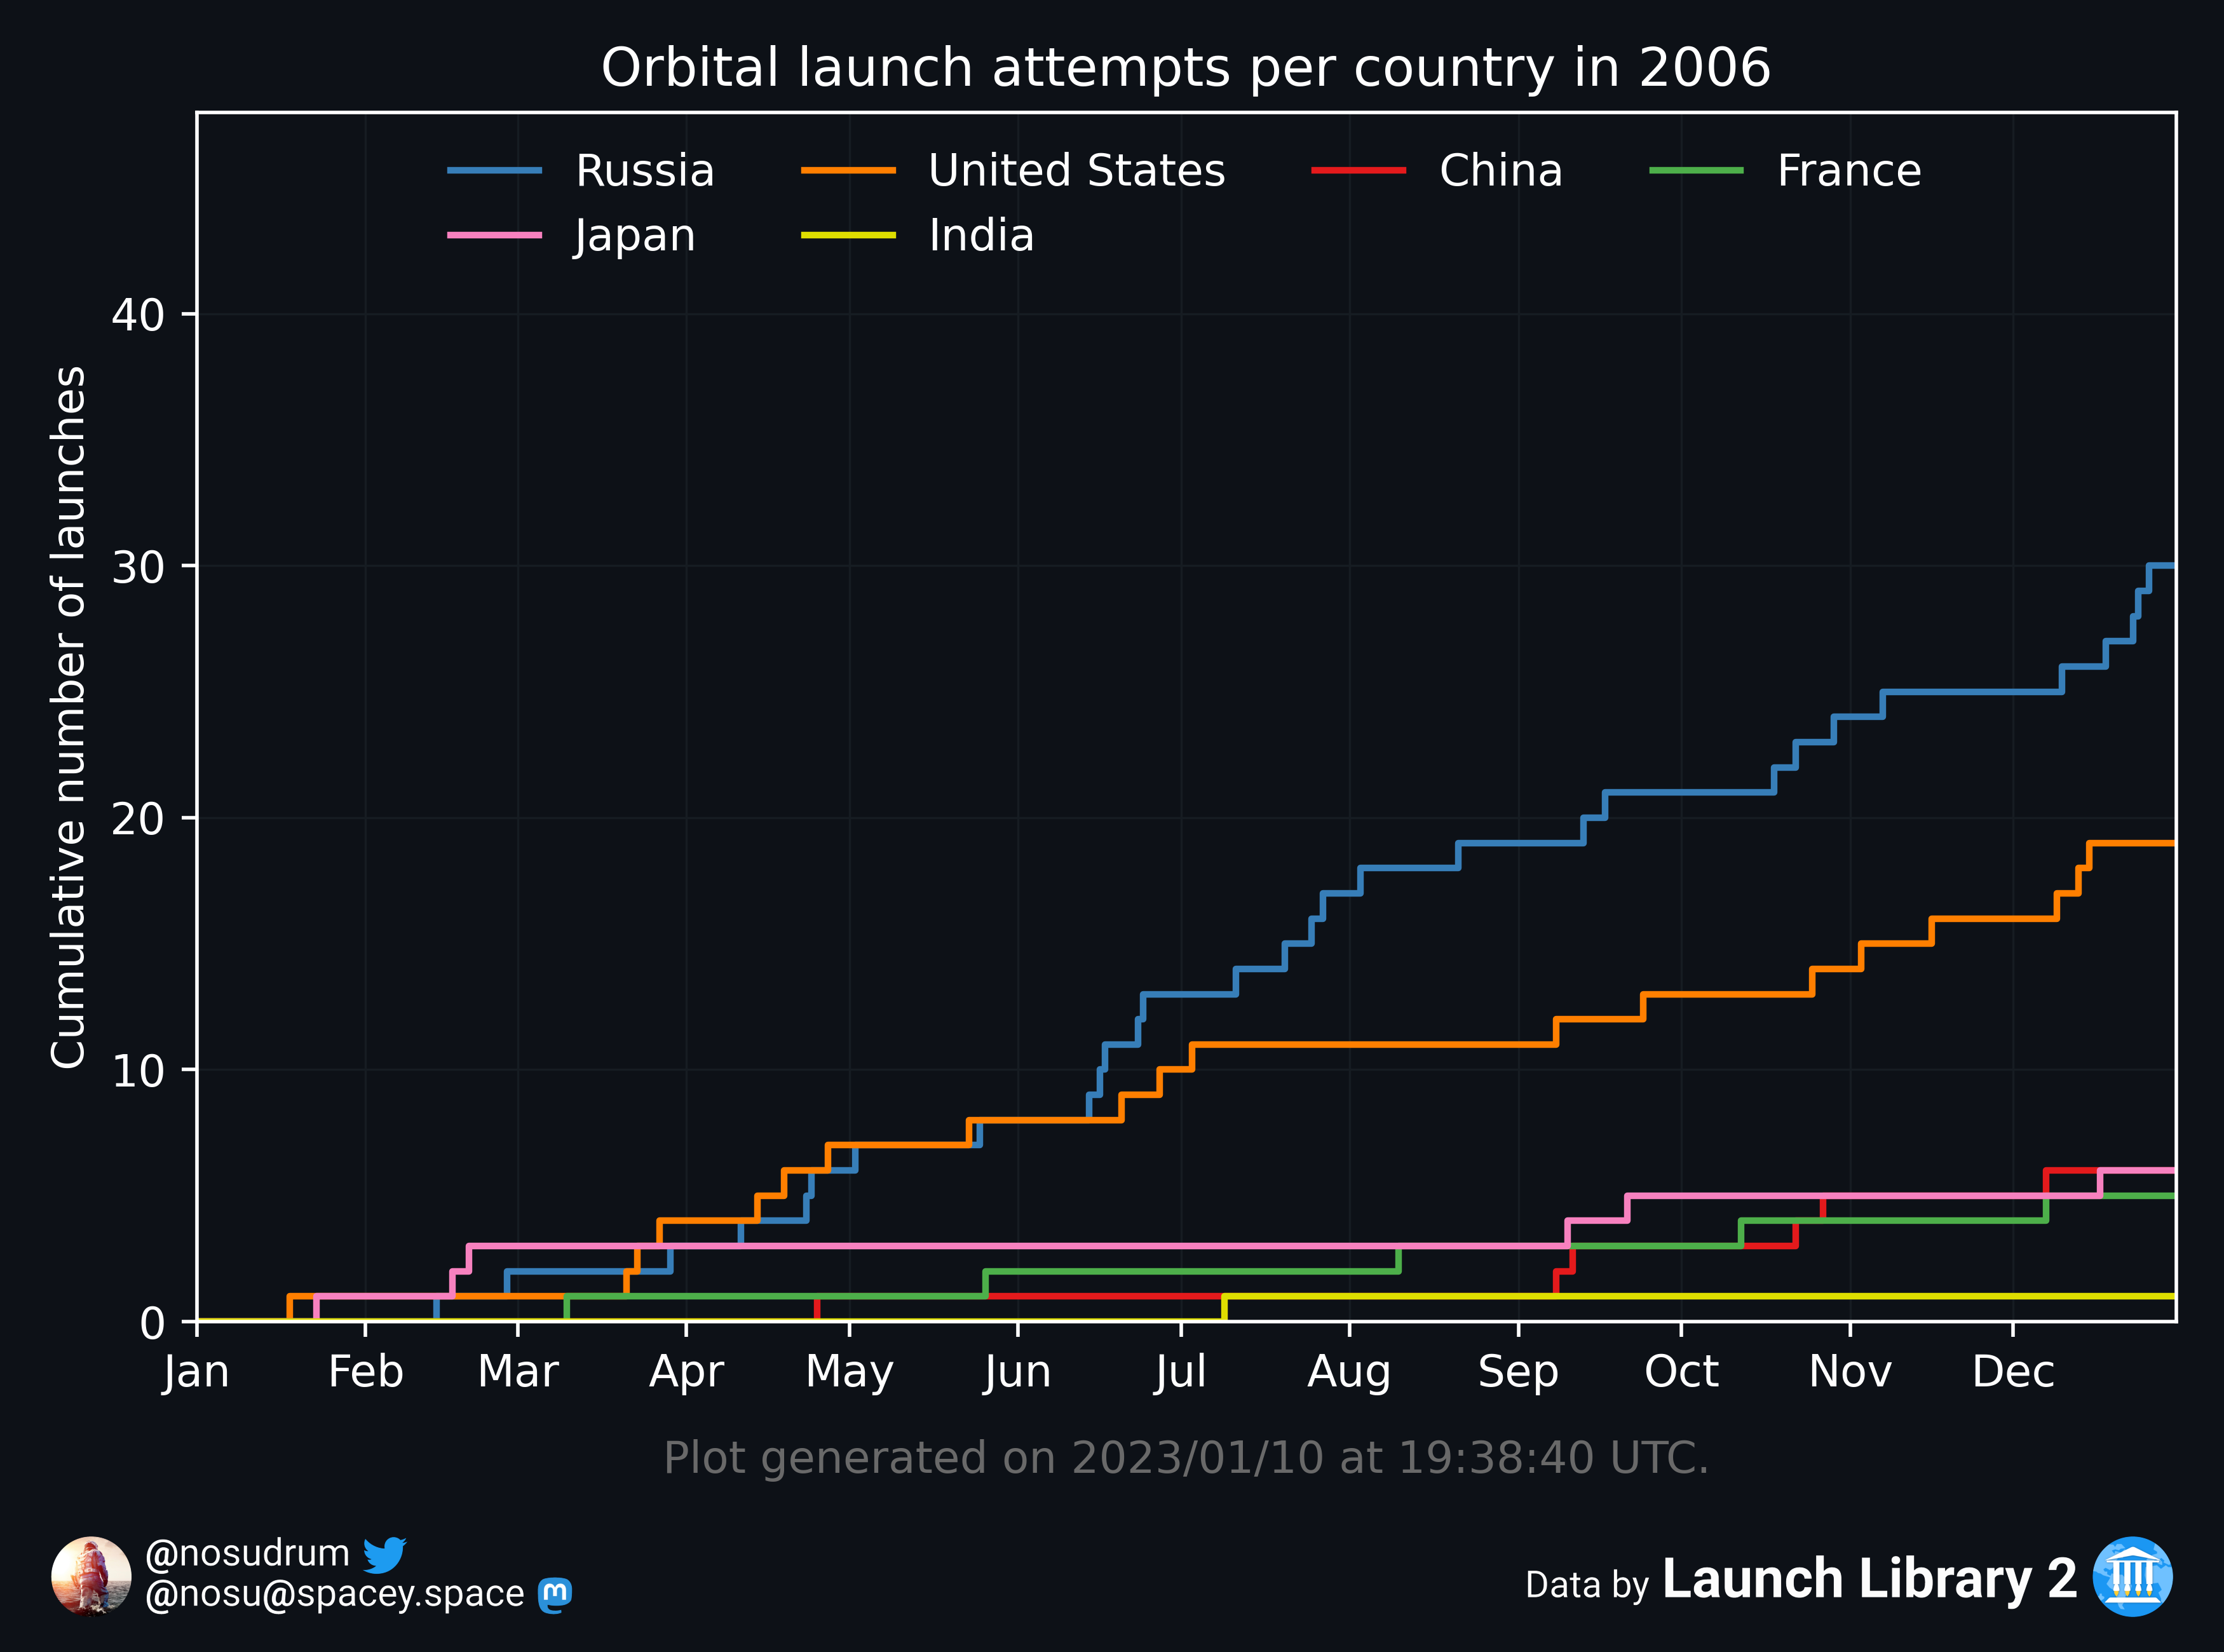 Orbital launch attempts per country in 2006
Russia United States China France
Japan India
Cumulative number of launches
40
30
20
10
0
Jan Feb Mar Apr May Jun Jul Aug Sep Oct Nov Dec
Plot generated on 2023/01/10 at 19:38:40 UTC.
@nosudrum
@nosu@spacey.space
Data by Launch Library 2